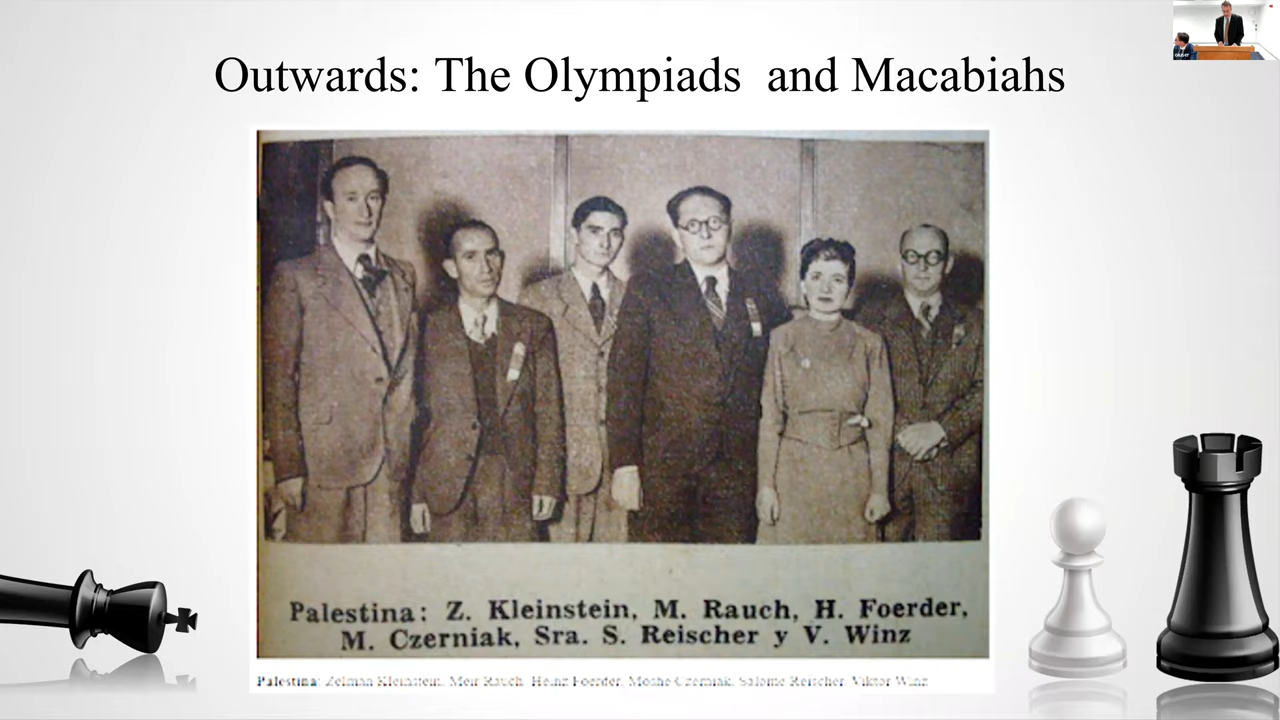 Outwards: The Olympiads and Macabiahs
Palestina: Z. Kleinstein, M. Rauch, H. Foerder,
M. Czerniak, Sra. S. Reischer y V. Winz
Palestina: Zelman Kleinstein, Meir Rauch, Heinz Foerder, Moshe Czerniak, Salome Reischer, Viktor Winz